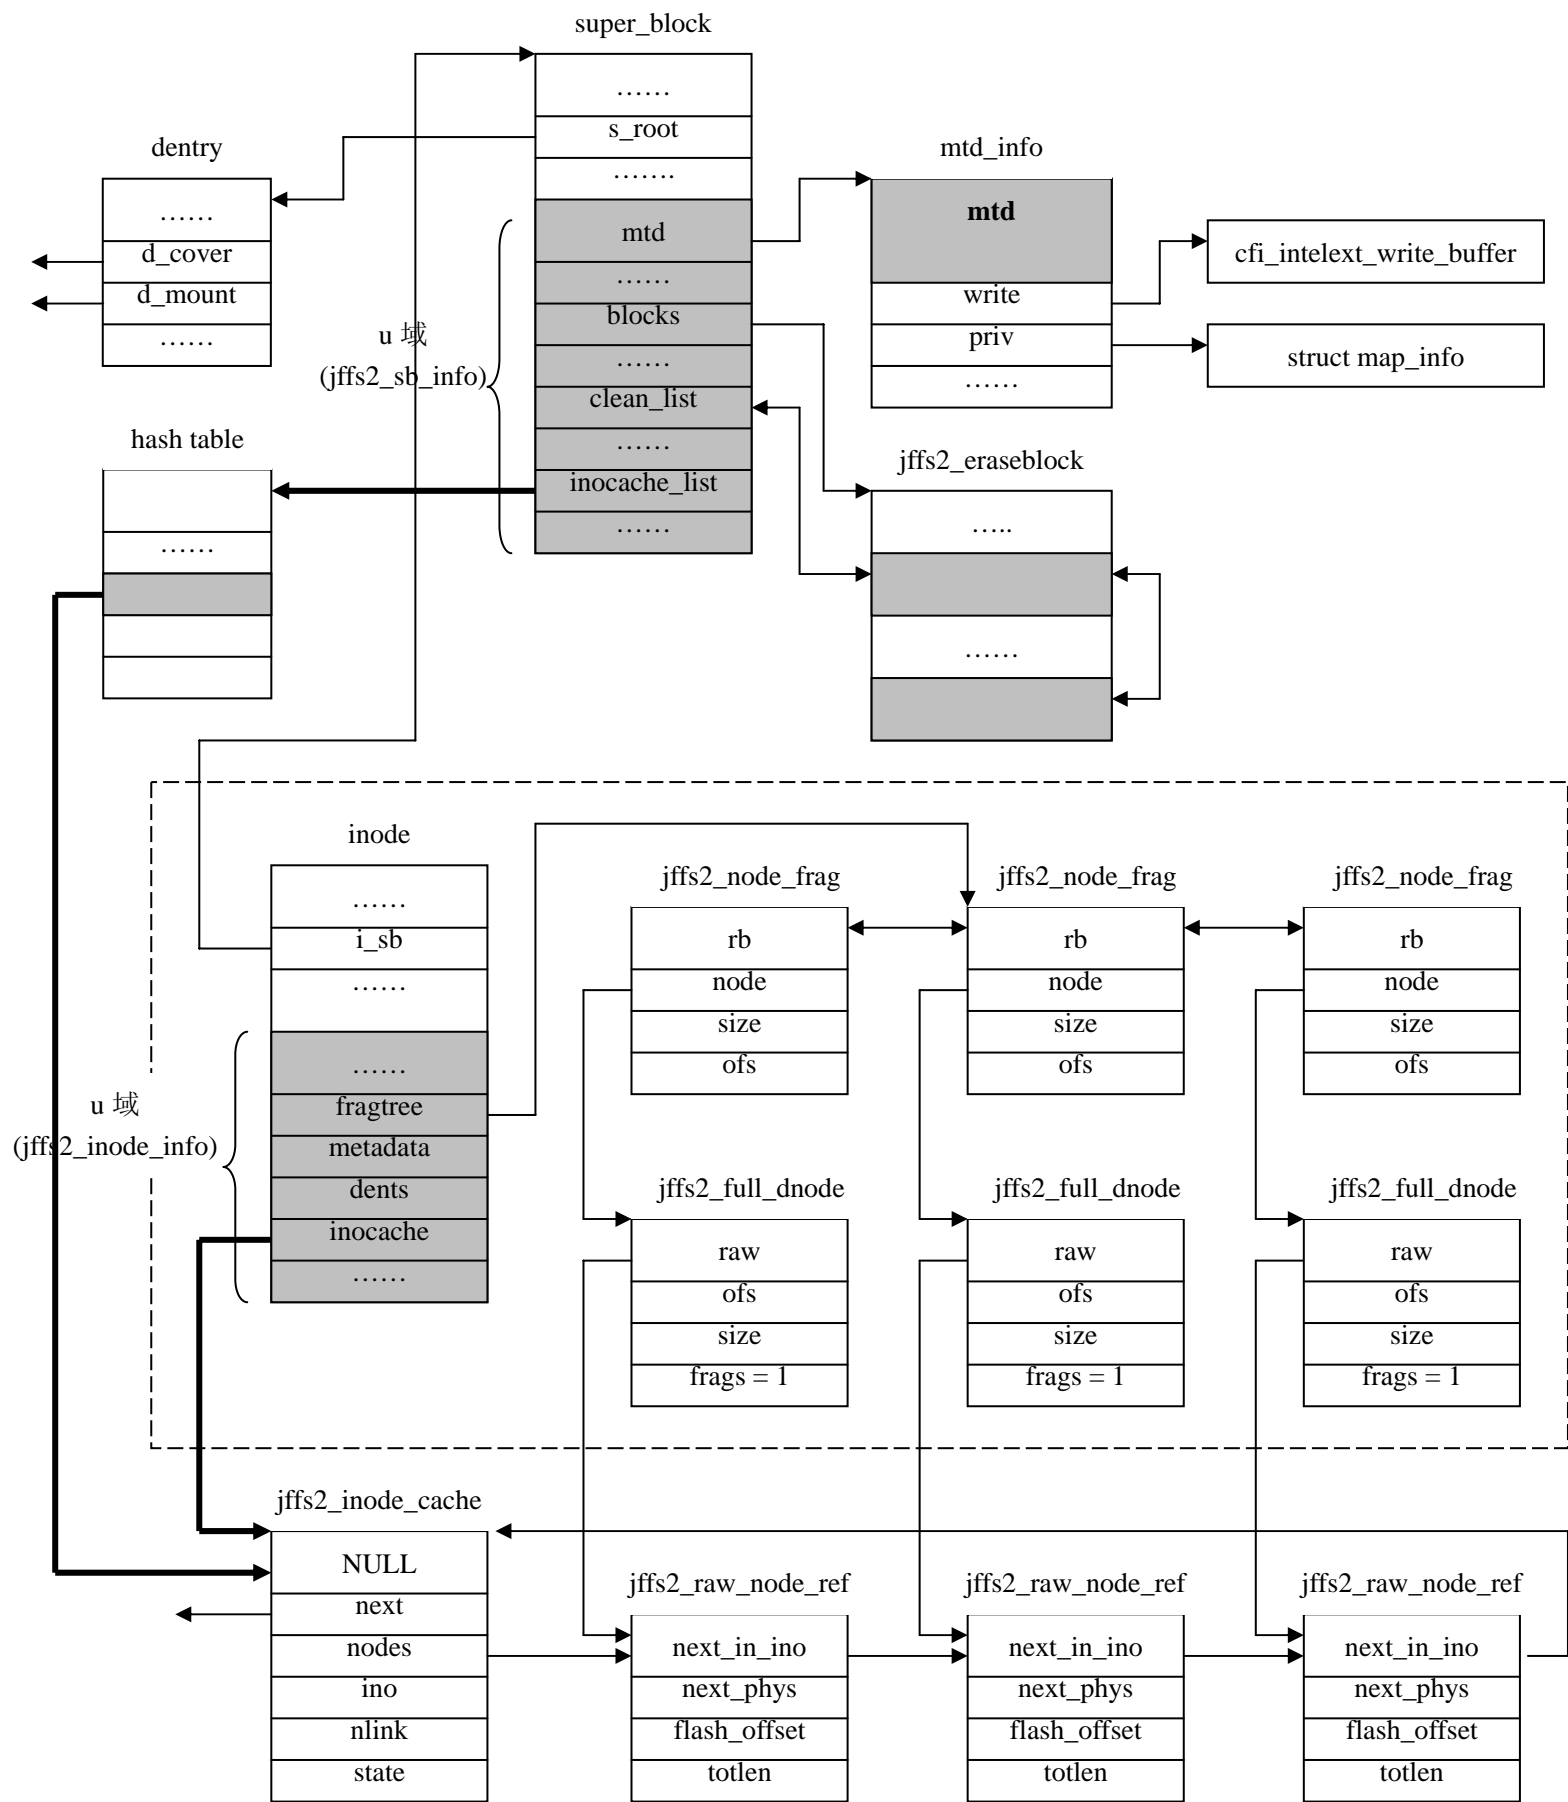 super_block
……
s_root
…….
mtd
……
blocks
……
clean_list
……
inocache_list
……
u 域
(jffs2_sb_info)
dentry
……
d_cover
d_mount
……
mtd_info
mtd
write
priv
……
cfi_intelext_write_buffer
struct map_info
hash table
……
jffs2_eraseblock
…..
……
inode
……
i_sb
……
……
fragtree
metadata
dents
inocache
……
u 域
(jffs2_inode_info)
jffs2_node_frag
rb
node
size
ofs
jffs2_node_frag
rb
node
size
ofs
jffs2_node_frag
rb
node
size
ofs
jffs2_full_dnode
raw
ofs
size
frags = 1
jffs2_full_dnode
raw
ofs
size
frags = 1
jffs2_full_dnode
raw
ofs
size
frags = 1
jffs2_inode_cache
NULL
next
nodes
ino
nlink
state
jffs2_raw_node_ref
next_in_ino
next_phys
flash_offset
totlen
jffs2_raw_node_ref
next_in_ino
next_phys
flash_offset
totlen
jffs2_raw_node_ref
next_in_ino
next_phys
flash_offset
totlen